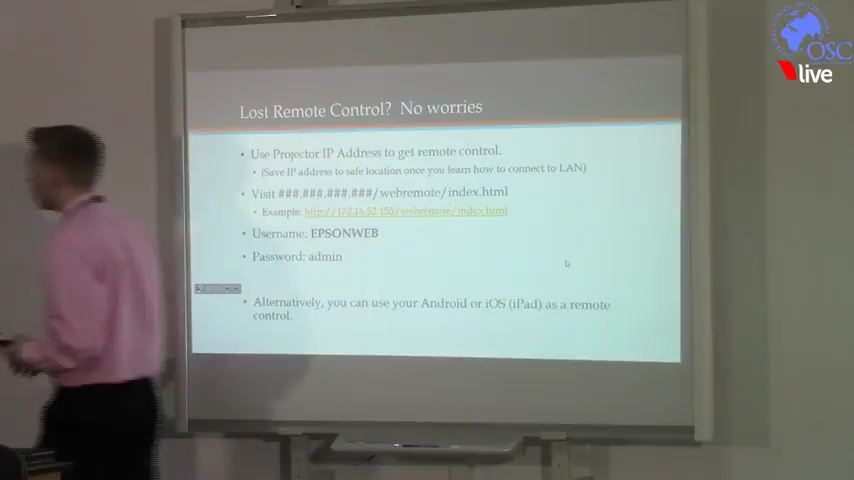 OSC
live
Lost Remote Control? No worries
• Use Projector IP Address to get remote control.
• (Save IP address to safe location once you learn how to connect to LAN)
• Visit ###.###.###.###/webremote/index.html
• Example: http://172.16.52.155/webremote/index.html
• Username: EPSONWEB
• Password: admin
• Alternatively, you can use your Android or iOS (iPad) as a remote
control.